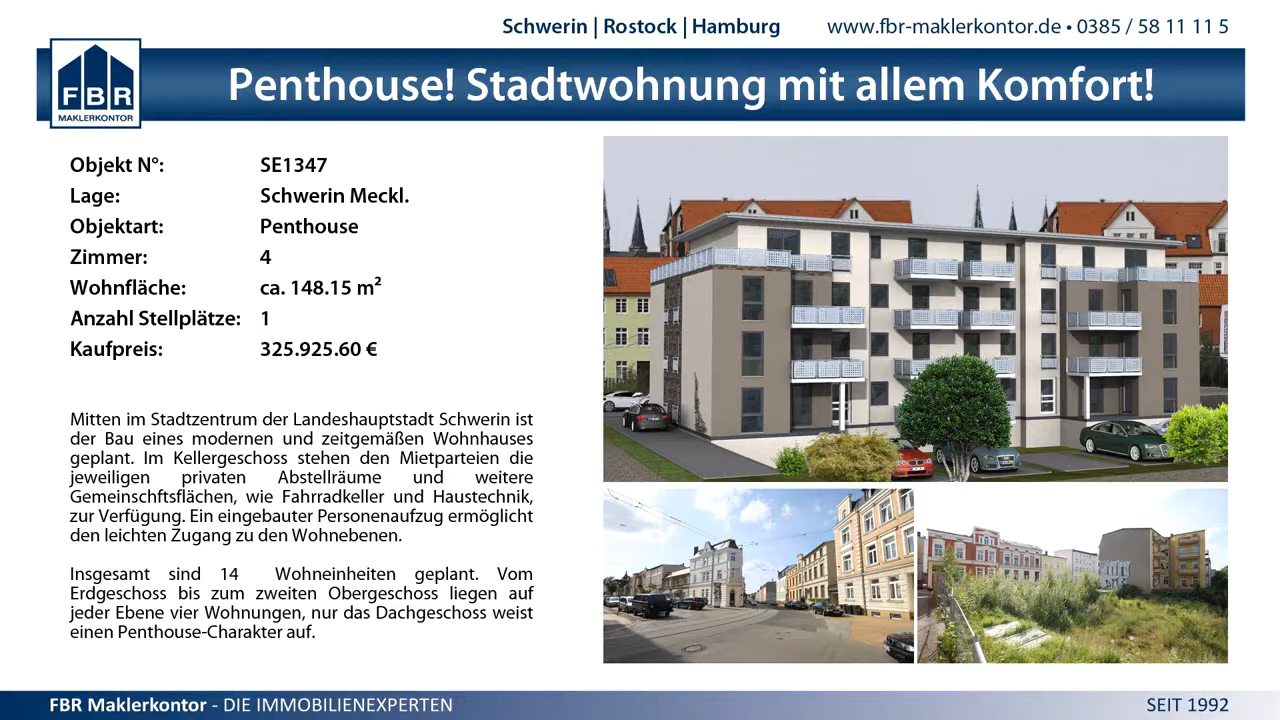 Schwerin | Rostock | Hamburg www.fbr-maklerkontor.de • 0385 / 58 11 11 5
FBR
MAKLERKONTOR
Penthouse! Stadtwohnung mit allem Komfort!
Objekt N°: SE1347
Lage: Schwerin Meckl.
Objektart: Penthouse
Zimmer: 4
Wohnfläche: ca. 148.15 m²
Anzahl Stellplätze: 1
Kaufpreis: 325.925.60 €
Mitten im Stadtzentrum der Landeshauptstadt Schwerin ist
der Bau eines modernen und zeitgemäßen Wohnhauses
geplant. Im Kellergeschoss stehen den Mietparteien die
jeweiligen privaten Abstellräume und weitere
Gemeinschftsflächen, wie Fahrradkeller und Haustechnik,
zur Verfügung. Ein eingebauter Personenaufzug ermöglicht
den leichten Zugang zu den Wohnebenen.
Insgesamt sind 14 Wohneinheiten geplant. Vom
Erdgeschoss bis zum zweiten Obergeschoss liegen auf
jeder Ebene vier Wohnungen, nur das Dachgeschoss weist
einen Penthouse-Charakter auf.
FBR Maklerkontor - DIE IMMOBILIENEXPERTEN SEIT 1992